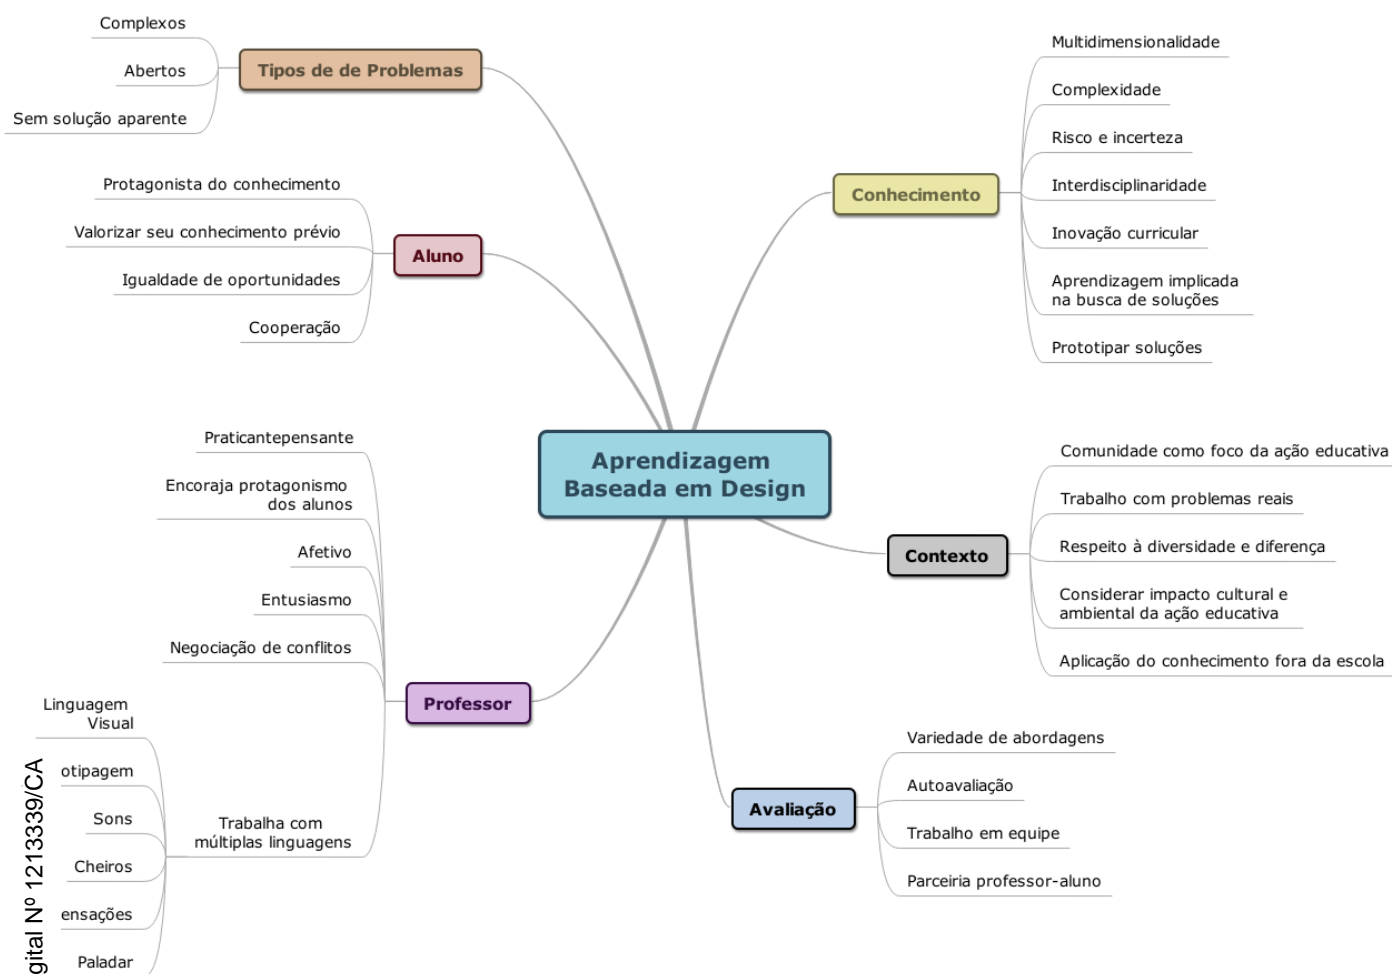 Complexos
Abertos
Sem solução aparente
Tipos de de Problemas
Protagonista do conhecimento
Valorizar seu conhecimento prévio
Igualdade de oportunidades
Cooperação
Aluno
Multidimensionalidade
Complexidade
Risco e incerteza
Interdisciplinaridade
Inovação curricular
Aprendizagem implicada
na busca de soluções
Prototipar soluções
Conhecimento
Aprendizagem
Baseada em Design
Praticantepensante
Encoraja protagonismo
dos alunos
Afetivo
Entusiasmo
Negociação de conflitos
Professor
Trabalha com
múltiplas linguagens
Linguagem
Visual
otipagem
Sons
Cheiros
ensações
Paladar
Comunidade como foco da ação educativa
Trabalho com problemas reais
Respeito à diversidade e diferença
Considerar impacto cultural e
ambiental da ação educativa
Aplicação do conhecimento fora da escola
Contexto
Variedade de abordagens
Autoavaliação
Trabalho em equipe
Parceiria professor-aluno
Avaliação
gital Nº 1213339/CA